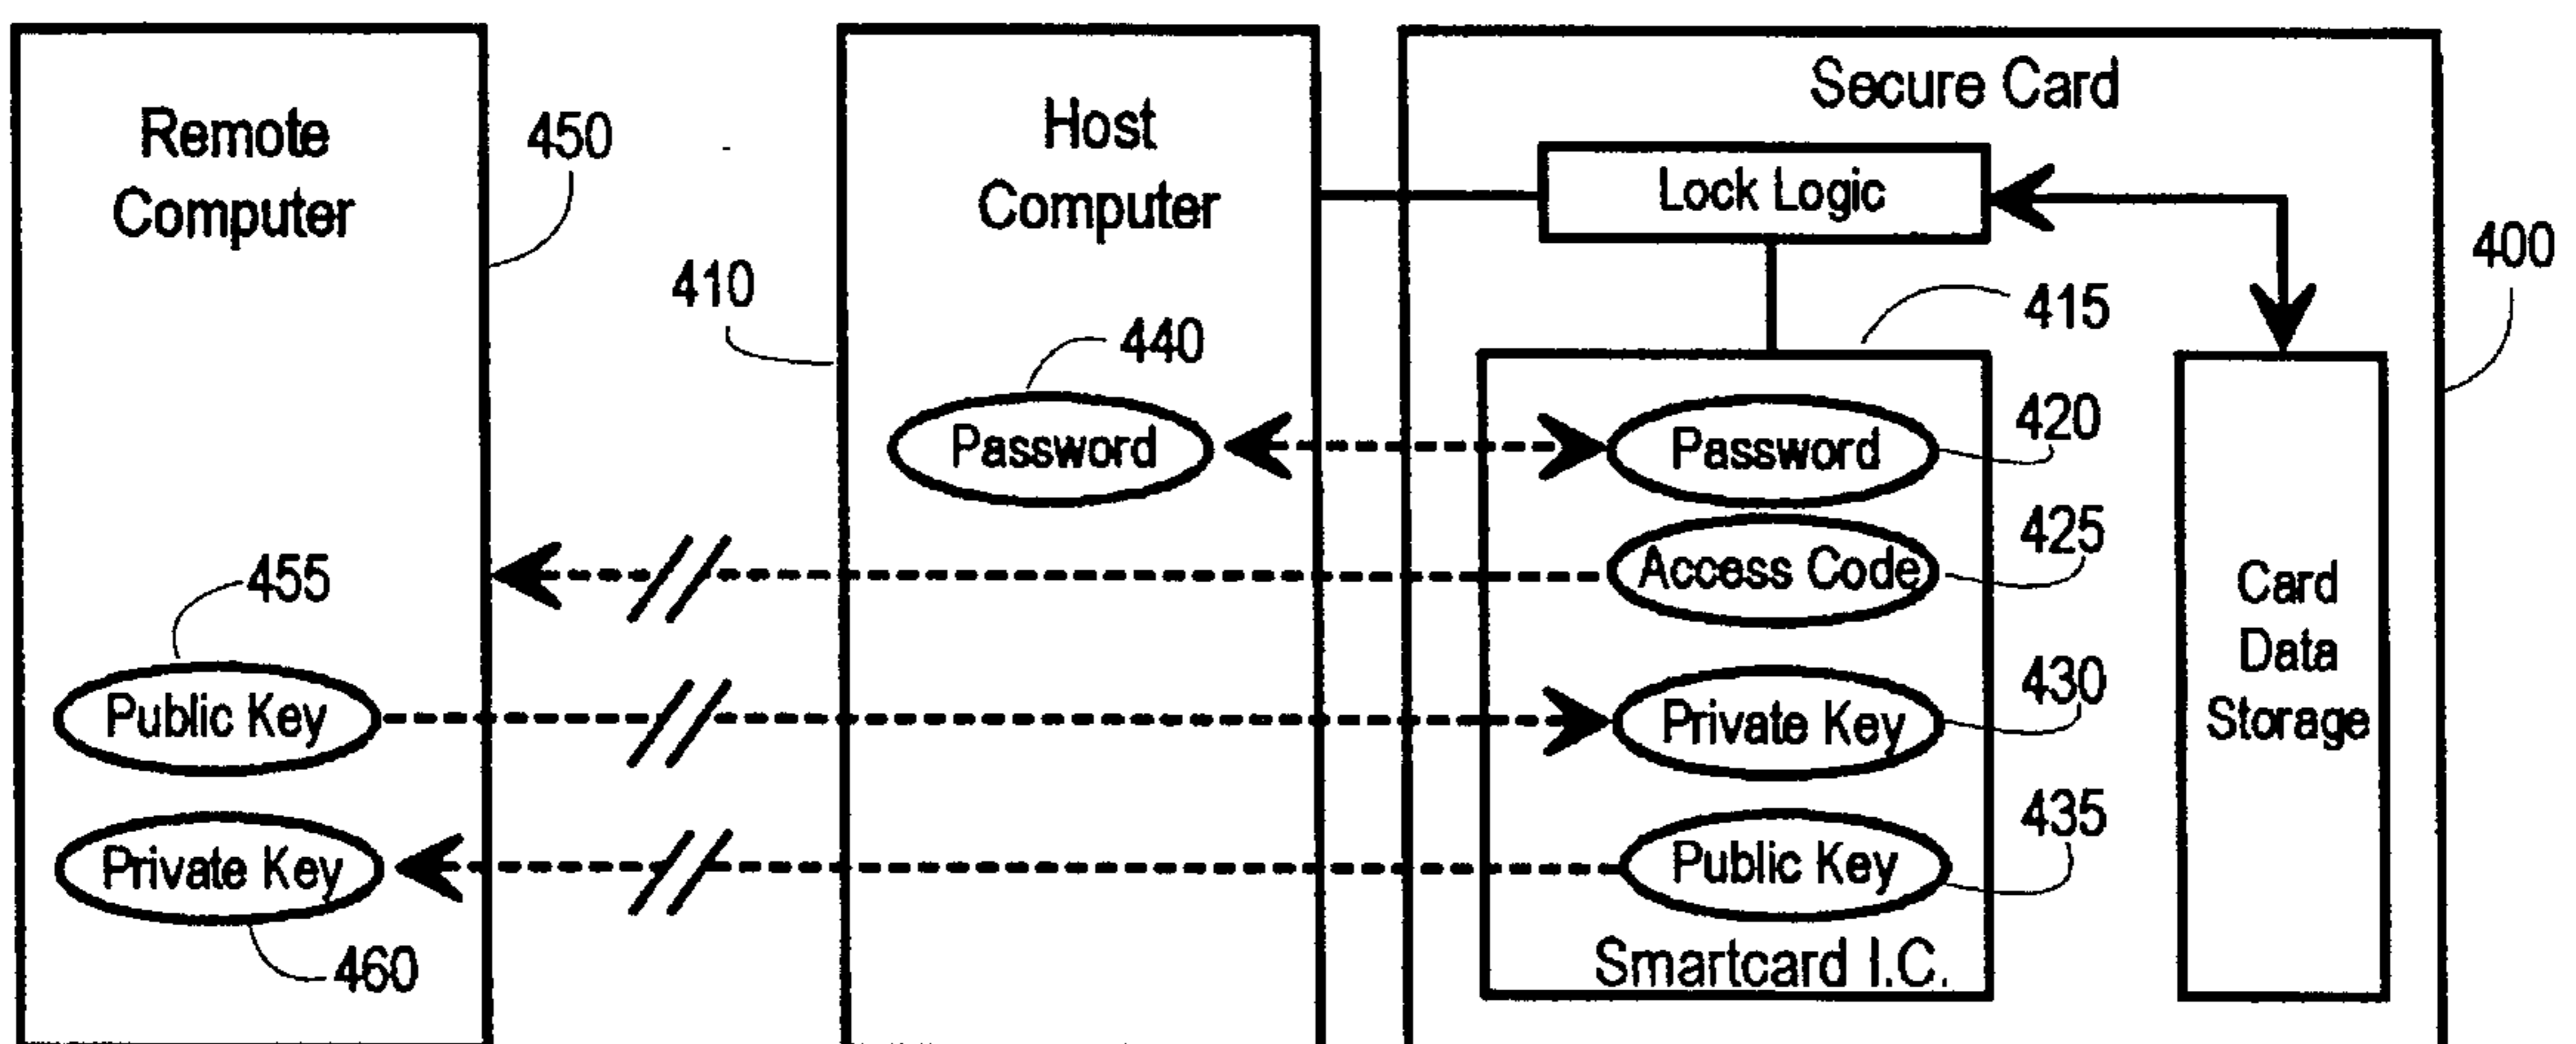 Remote
Computer
450
Host
Computer
410
440
Password
Secure Card
Lock Logic
400
415
Password
420
Access Code
425
455
Public Key
Private Key
430
Private Key
460
Public Key
435
Smartcard I.C.
Card
Data
Storage